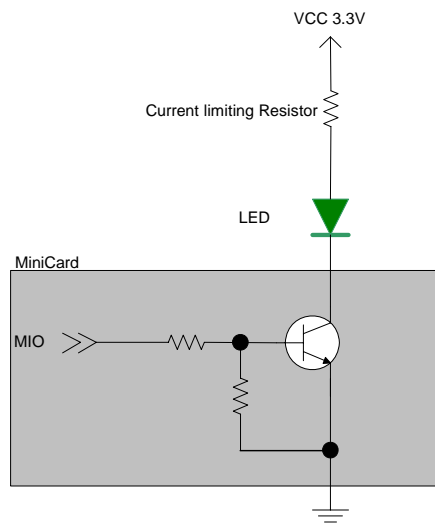 VCC 3.3V
Current limiting Resistor
LED
MiniCard
MIO